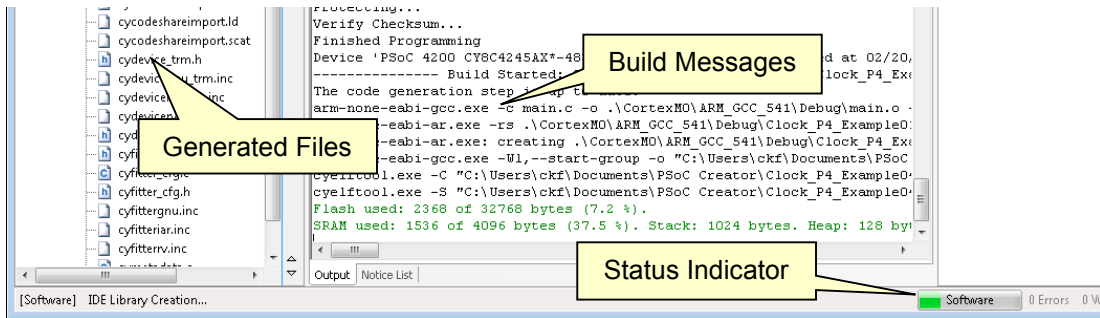 cycodeshareimport.ld
cycodeshareimport.scat
cydevice_trm.h
cyfitter_cfg.h
cyfittergnu.inc
cyfitteriar.inc
cyfitterrv.inc
Generated Files
Protecting...
Verify Checksum...
Finished Programming
Device 'PSoC 4200 CY8C4245AX*-48 d at 02/20,
--------------- Build Started:
The code generation step is up to
arm-none-eabi-gcc.exe -c main.c -o .\CortexM0\ARM_GCC_541\Debug\main.o -
-eabi-ar.exe -rs .\CortexM0\ARM_GCC_541\Debug\Clock_P4_Example0
-eabi-ar.exe: creating .\CortexM0\ARM_GCC_541\Debug\Clock_P4_Exa
-eabi-gcc.exe -Wl,--start-group -o "C:\Users\ckf\Documents\PSoC
cyelftool.exe -C "C:\Users\ckf\Documents\PSoC Creator\Clock_P4_Example0
cyelftool.exe -S "C:\Users\ckf\Documents\PSoC Creator\Clock_P4_Example0
Flash used: 2368 of 32768 bytes (7.2 %).
SRAM used: 1536 of 4096 bytes (37.5 %). Stack: 1024 bytes. Heap: 128 byt
Build Messages
Output Notice List
Status Indicator
[Software] IDE Library Creation...
Software 0 Errors 0 W